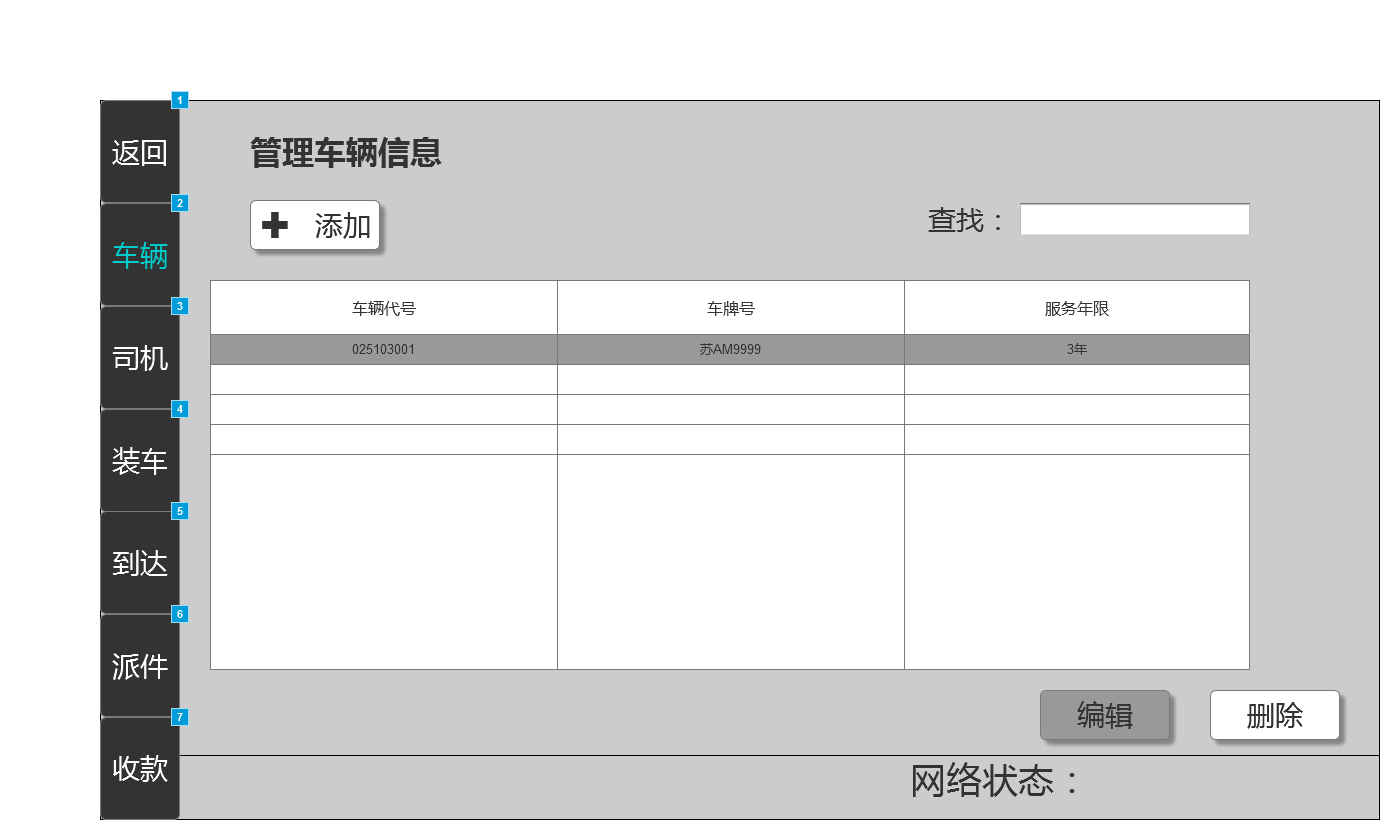 1
返回
2
车辆
3
司机
4
装车
5
到达
6
派件
7
收款
管理车辆信息
添加
查找：
车辆代号 车牌号 服务年限
025103001 苏AM9999 3年
编辑 删除
网络状态：